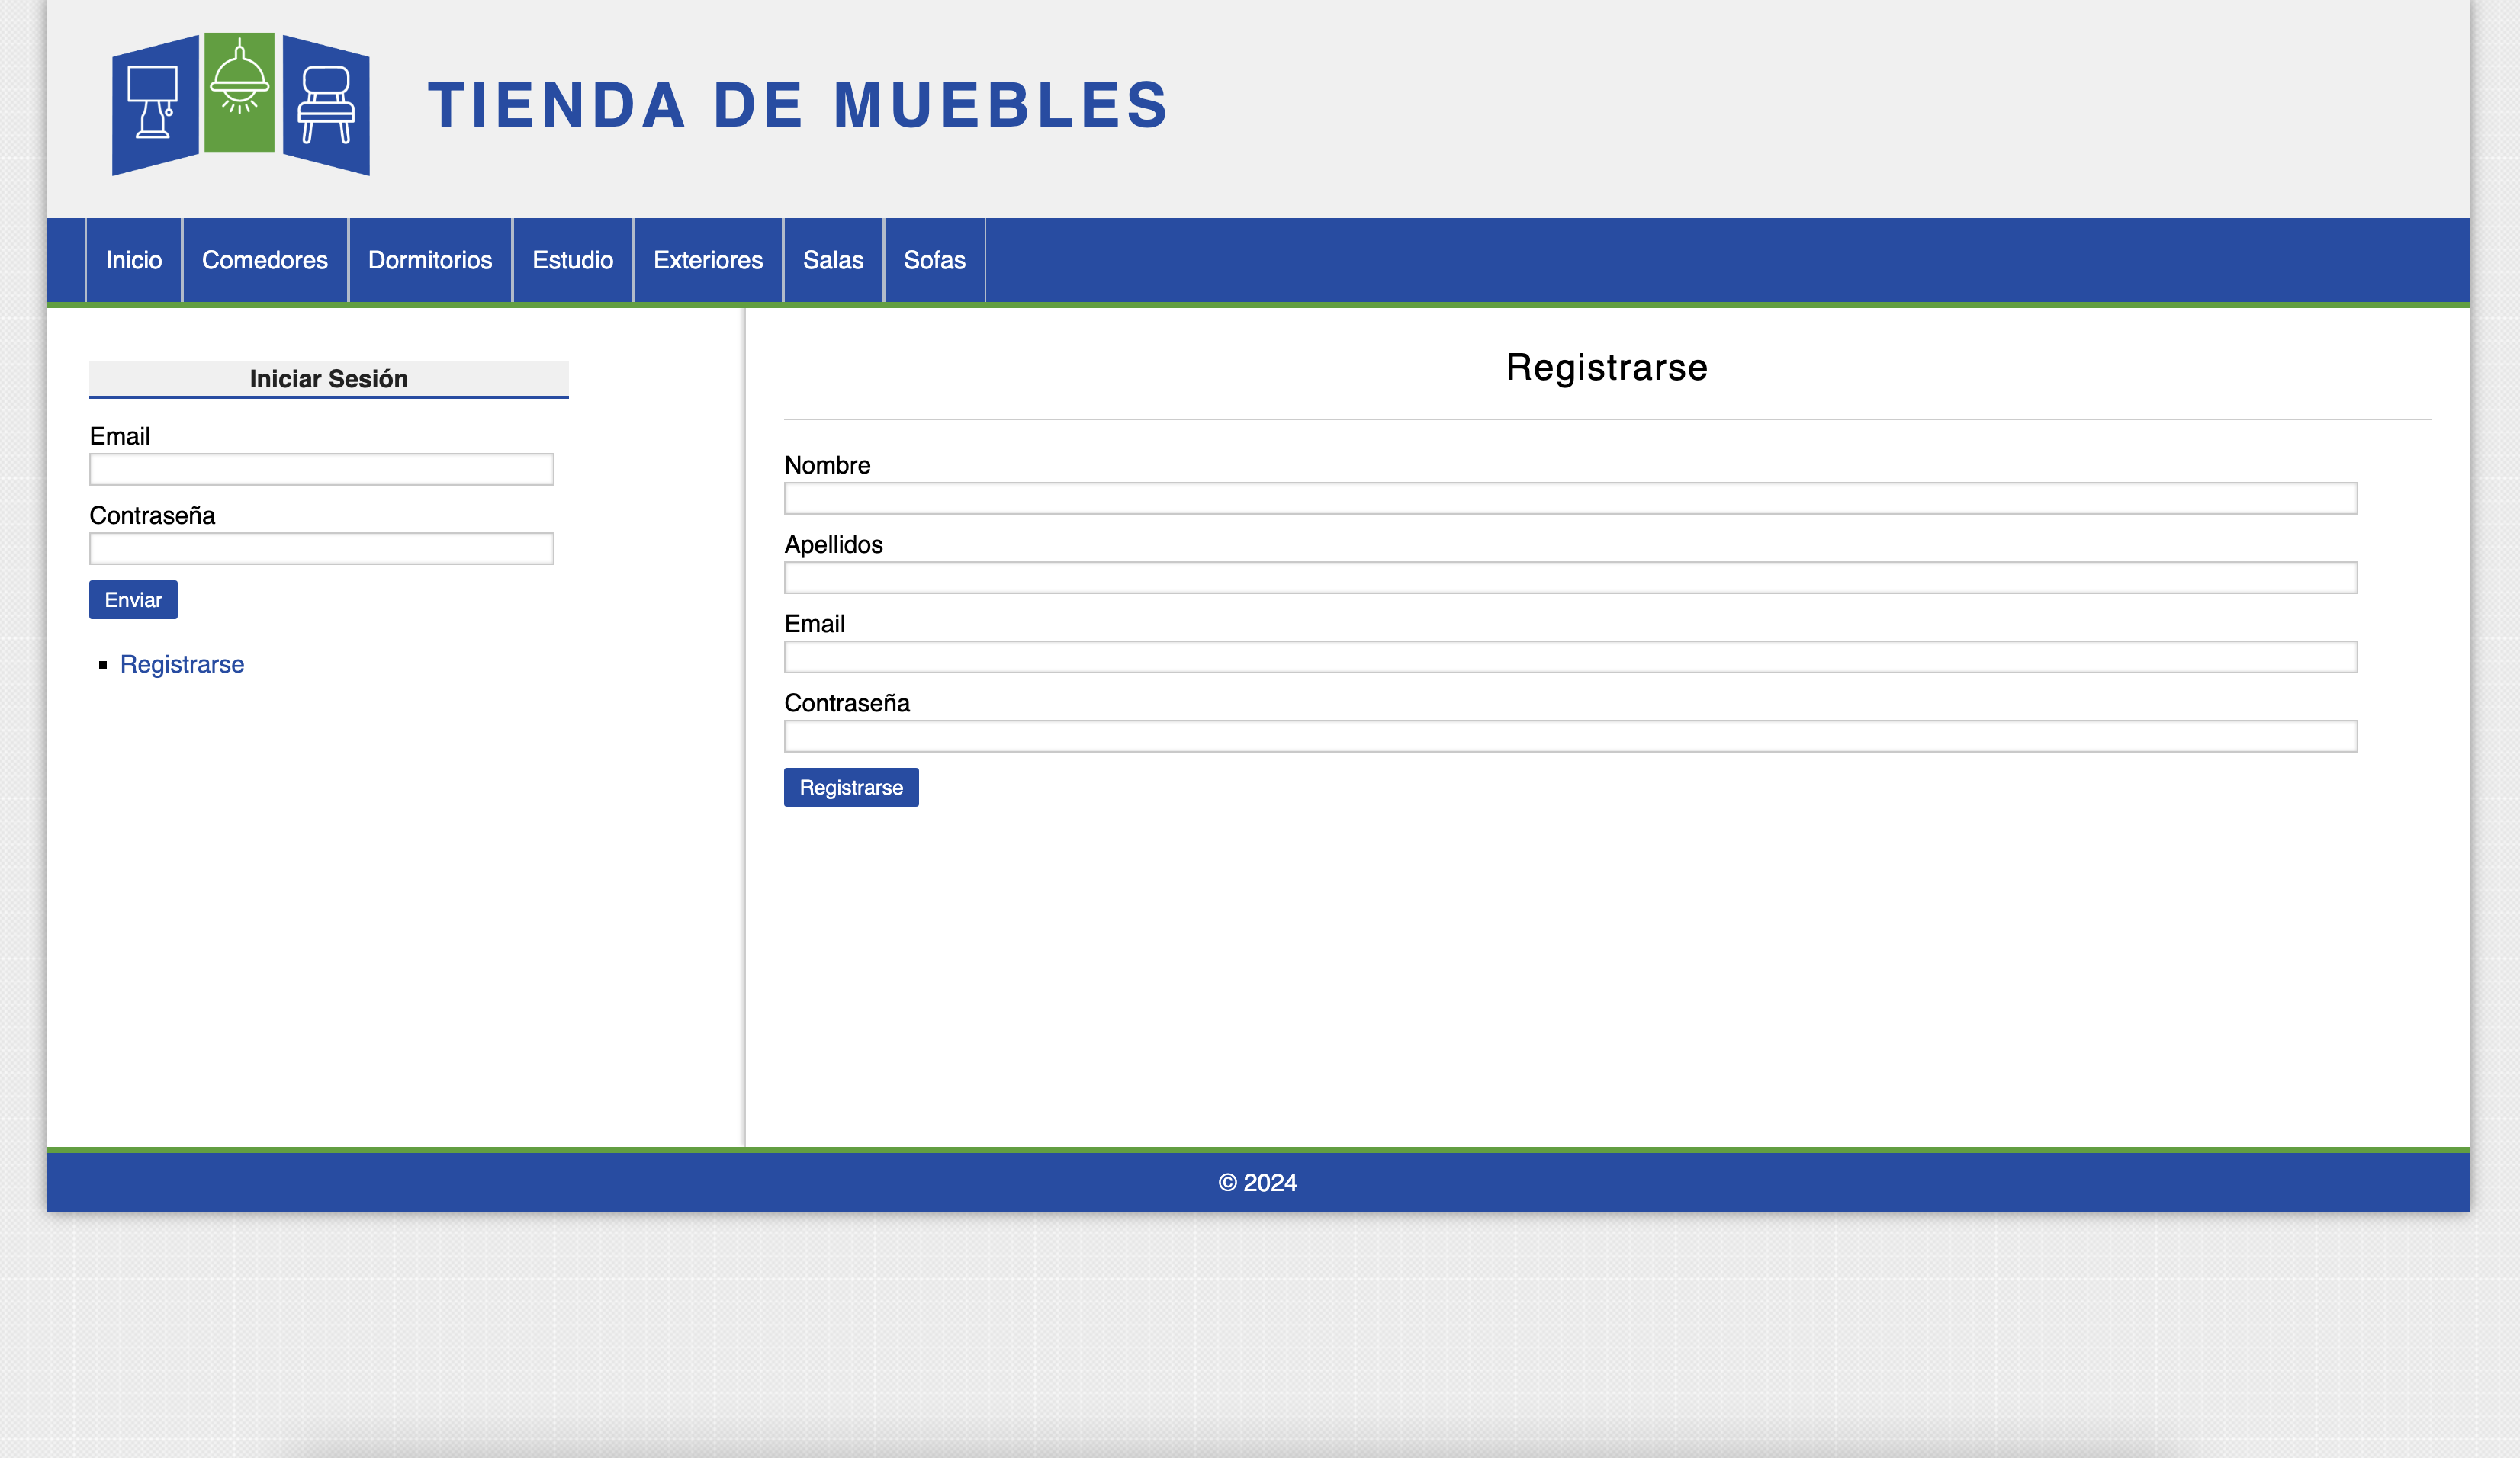 TIENDA DE MUEBLES
Inicio Comedores Dormitorios Estudio Exteriores Salas Sofas
Iniciar Sesión
Email
Contraseña
Enviar
Registrarse
Registrarse
Nombre
Apellidos
Email
Contraseña
Registrarse
© 2024